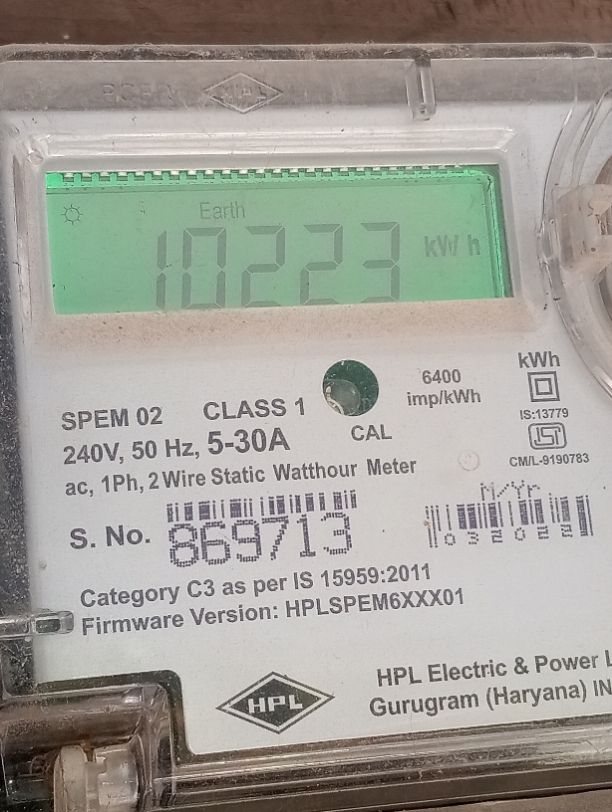 HPL
Earth
10223 kWh
kWh
6400
imp/kWh
IS:13779
ISI
CM/L-9190783
SPEM 02 CLASS 1
CAL
240V, 50 Hz, 5-30A
ac, 1Ph, 2 Wire Static Watthour Meter
M/Yr
S. No. 869713
032022
Category C3 as per IS 15959:2011
Firmware Version: HPLSPEM6XXX01
HPL
HPL Electric & Power L
Gurugram (Haryana) IN